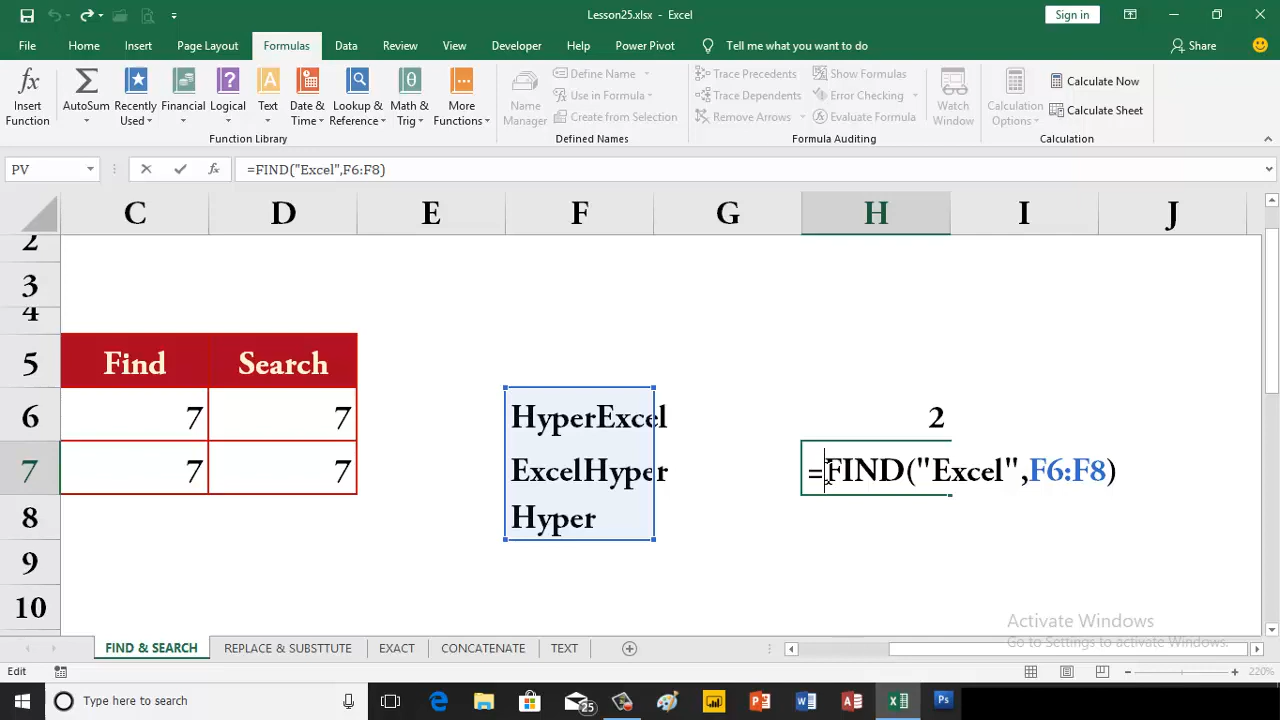 Lesson25.xlsx - Excel
Sign in
File Home Insert Page Layout Formulas Data Review View Developer Help Power Pivot Tell me what you want to do Share
Insert Function
AutoSum
Recently Used
Financial
Logical
Text
Date & Time
Lookup & Reference
Math & Trig
More Functions
Function Library
Name Manager
Define Name
Use in Formula
Create from Selection
Defined Names
Trace Precedents
Trace Dependents
Remove Arrows
Show Formulas
Error Checking
Evaluate Formula
Formula Auditing
Watch Window
Calculation Options
Calculate Now
Calculate Sheet
Calculation
PV fx =FIND("Excel",F6:F8)
C D E F G H I J
2
3
4
5 Find Search
6 7 7 HyperExcel 2
7 7 7 ExcelHyper =FIND("Excel",F6:F8)
8 Hyper
9
10
Activate Windows
Go to Settings to activate Windows.
FIND & SEARCH REPLACE & SUBSTITUTE EXACT CONCATENATE TEXT
Edit 220%
Type here to search 25